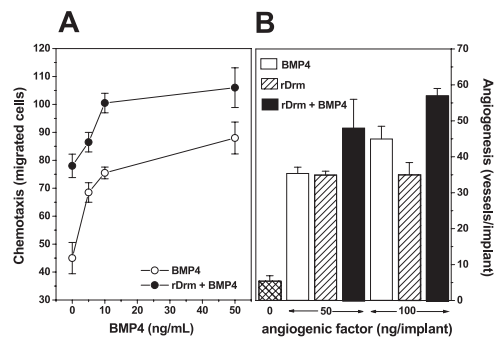 A
B
120
110
100
90
80
70
60
50
40
30
Chemotaxis (migrated cells)
BMP4
rDrm + BMP4
0
10
20
30
40
50
BMP4 (ng/mL)
BMP4
rDrm
rDrm + BMP4
70
60
50
40
30
20
10
0
Angiogenesis (vessels/implant)
0
50
100
angiogenic factor (ng/implant)